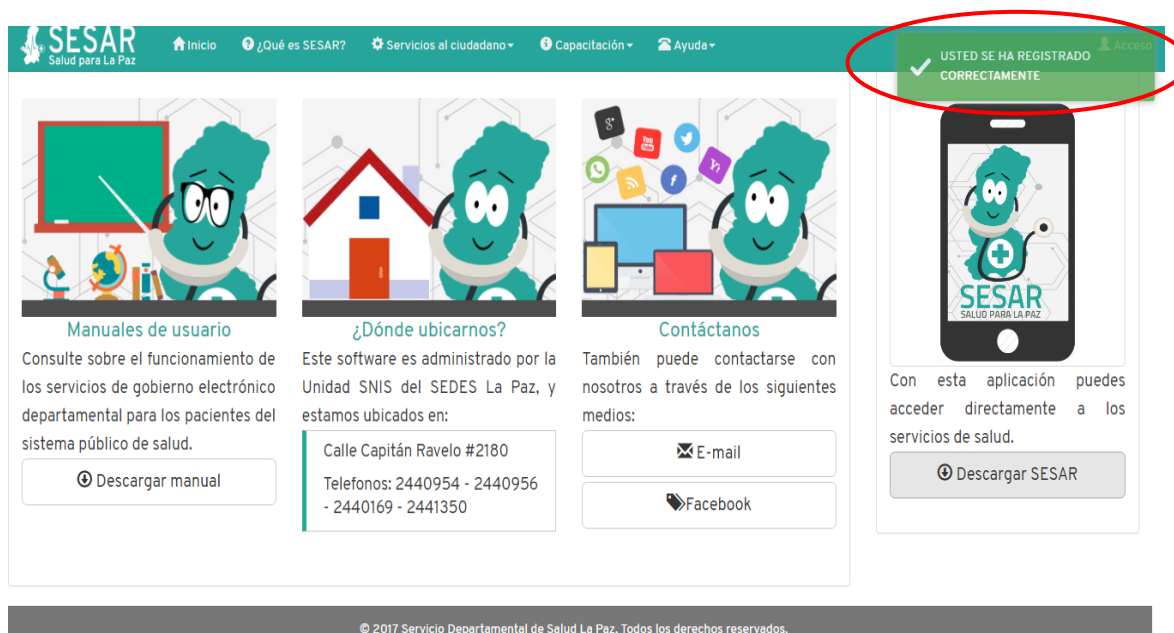 SESAR
Salud para La Paz
Inicio
¿Qué es SESAR?
Servicios al ciudadano
Capacitación
Ayuda
Acceso
USTED SE HA REGISTRADO
CORRECTAMENTE
Manuales de usuario
Consulte sobre el funcionamiento de
los servicios de gobierno electrónico
departamental para los pacientes del
sistema público de salud.
Descargar manual
¿Dónde ubicarnos?
Este software es administrado por la
Unidad SNIS del SEDES La Paz, y
estamos ubicados en:
Calle Capitán Ravelo #2180
Telefonos: 2440954 - 2440956
- 2440169 - 2441350
g+
You
Tube
Y!
f
Contáctanos
También puede contactarse con
nosotros a través de los siguientes
medios:
E-mail
Facebook
SESAR
SALUD PARA LA PAZ
Con esta aplicación puedes
acceder directamente a los
servicios de salud.
Descargar SESAR
© 2017 Servicio Departamental de Salud La Paz. Todos los derechos reservados.